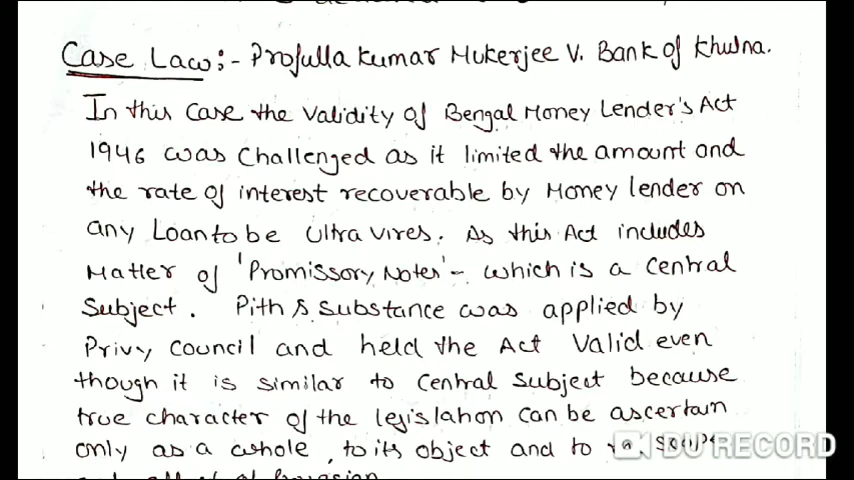 Case Law:- Profulla Kumar Mukerjee V. Bank of Khulna.
In this case the validity of Bengal Money Lender's Act
1946 was challenged as it limited the amount and
the rate of interest recoverable by Money lender on
any Loan to be ultra vires. As this Act includes
Matter of 'Promissory Notes'- which is a central
Subject. Pith & Substance was applied by
Privy Council and held the Act Valid even
though it is similar to Central Subject because
true character of the legislation can be ascertain
only as a whole, to its object and to
DU RECORD